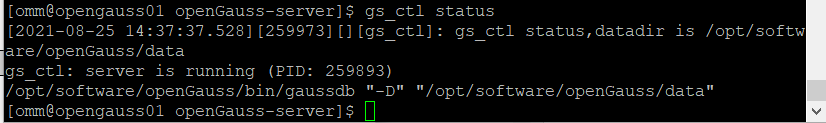 [omm@opengauss01 openGauss-server]$ gs_ctl status
[2021-08-25 14:37:37.528][259973][][gs_ctl]: gs_ctl status,datadir is /opt/softw
are/openGauss/data
gs_ctl: server is running (PID: 259893)
/opt/software/openGauss/bin/gaussdb "-D" "/opt/software/openGauss/data"
[omm@opengauss01 openGauss-server]$